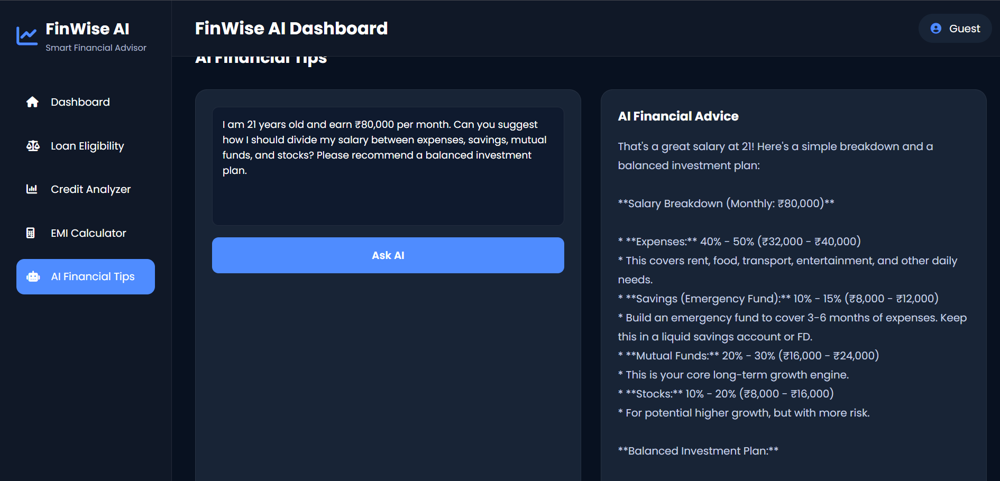 FinWise AI
Smart Financial Advisor
Dashboard
Loan Eligibility
Credit Analyzer
EMI Calculator
AI Financial Tips
FinWise AI Dashboard
Guest
AI Financial Tips
I am 21 years old and earn ₹80,000 per month. Can you suggest
how I should divide my salary between expenses, savings, mutual
funds, and stocks? Please recommend a balanced investment
plan.
Ask AI
AI Financial Advice
That's a great salary at 21! Here's a simple breakdown and a
balanced investment plan:
**Salary Breakdown (Monthly: ₹80,000)**
* **Expenses:** 40% - 50% (₹32,000 - ₹40,000)
* This covers rent, food, transport, entertainment, and other daily
needs.
* **Savings (Emergency Fund):** 10% - 15% (₹8,000 - ₹12,000)
* Build an emergency fund to cover 3-6 months of expenses. Keep
this in a liquid savings account or FD.
* **Mutual Funds:** 20% - 30% (₹16,000 - ₹24,000)
* This is your core long-term growth engine.
* **Stocks:** 10% - 20% (₹8,000 - ₹16,000)
* For potential higher growth, but with more risk.
**Balanced Investment Plan:**